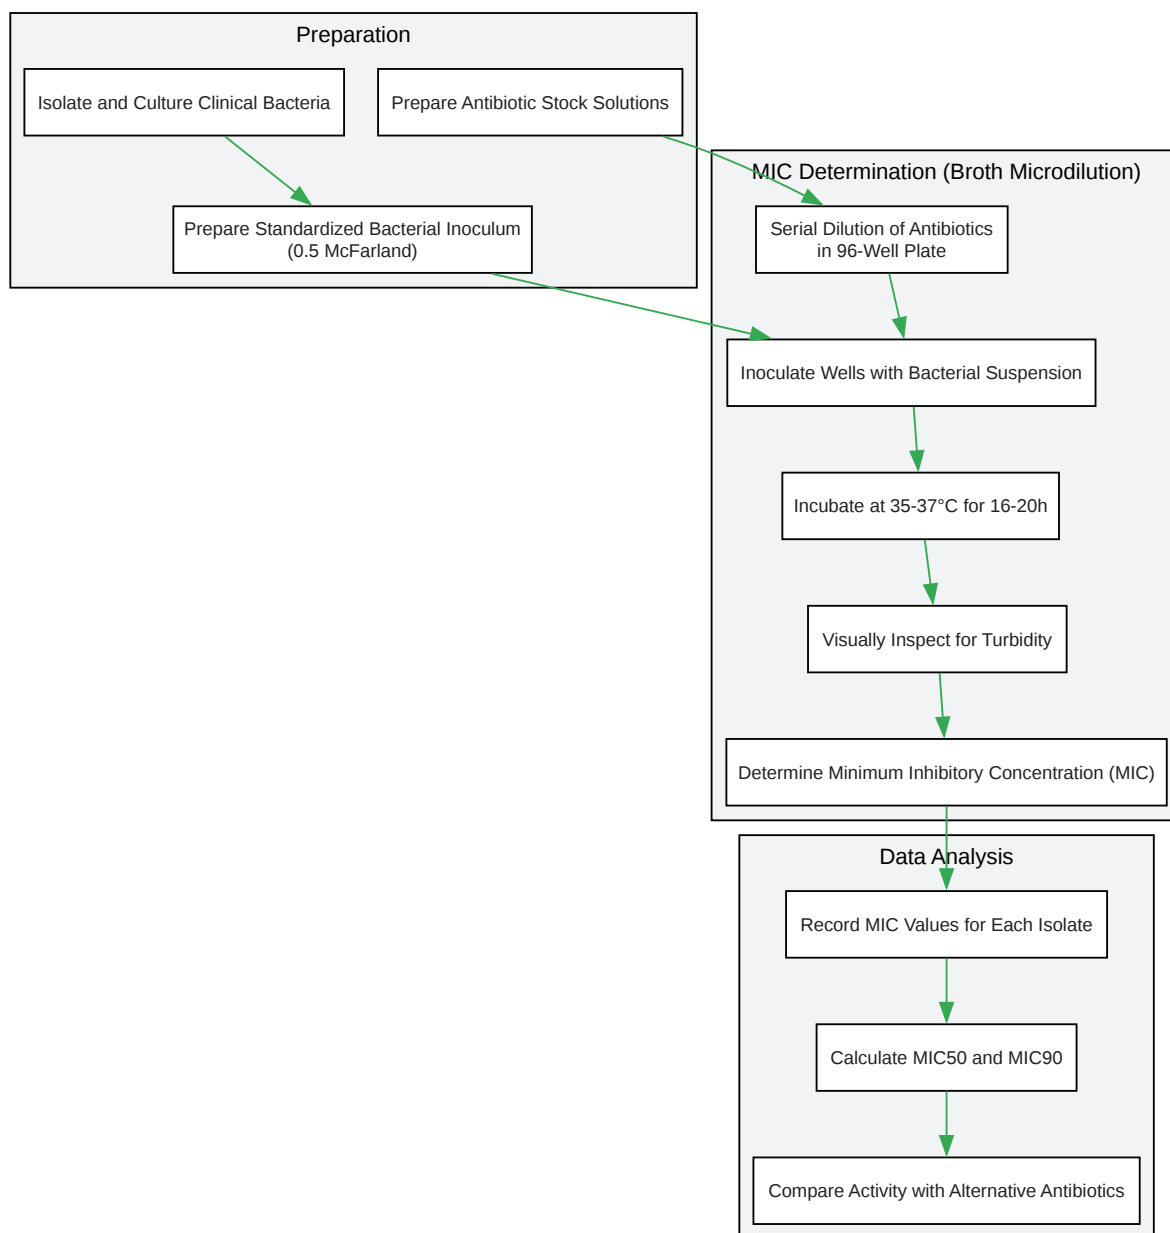 Preparation
Isolate and Culture Clinical Bacteria
Prepare Antibiotic Stock Solutions
Prepare Standardized Bacterial Inoculum
(0.5 McFarland)
MIC Determination (Broth Microdilution)
Serial Dilution of Antibiotics
in 96-Well Plate
Inoculate Wells with Bacterial Suspension
Incubate at 35-37°C for 16-20h
Visually Inspect for Turbidity
Determine Minimum Inhibitory Concentration (MIC)
Data Analysis
Record MIC Values for Each Isolate
Calculate MIC50 and MIC90
Compare Activity with Alternative Antibiotics